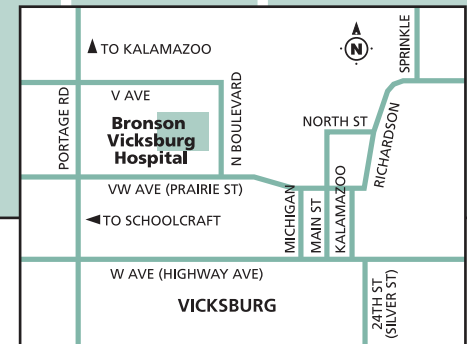 TO KALAMAZOO
N
SPRINKLE
V AVE
PORTAGE RD
Bronson
Vicksburg
Hospital
N BOULEVARD
NORTH ST
RICHARDSON
VW AVE (PRAIRIE ST)
MICHIGAN
MAIN ST
KALAMAZOO
TO SCHOOLCRAFT
W AVE (HIGHWAY AVE)
VICKSBURG
24TH ST
(SILVER ST)